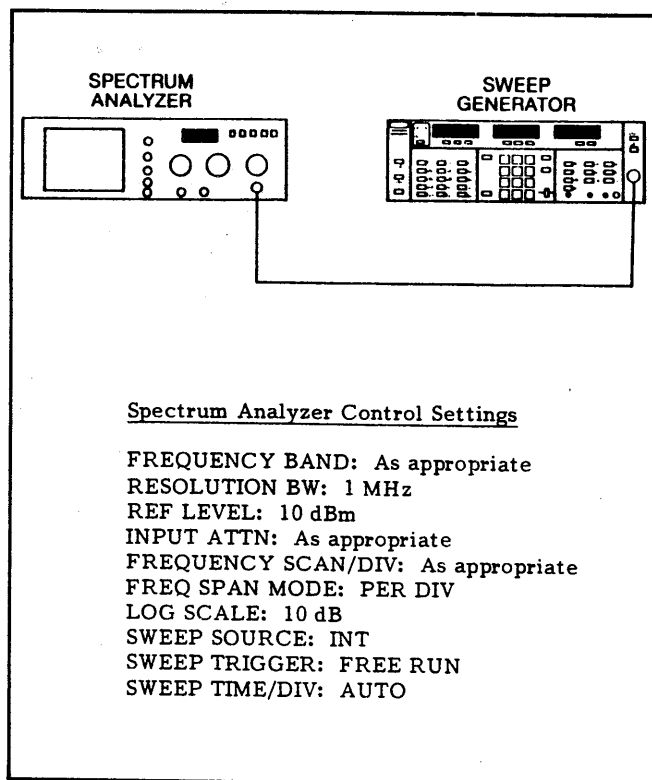 SPECTRUM
ANALYZER
SWEEP
GENERATOR
Spectrum Analyzer Control Settings
FREQUENCY BAND: As appropriate
RESOLUTION BW: 1 MHz
REF LEVEL: 10 dBm
INPUT ATTN: As appropriate
FREQUENCY SCAN/DIV: As appropriate
FREQ SPAN MODE: PER DIV
LOG SCALE: 10 dB
SWEEP SOURCE: INT
SWEEP TRIGGER: FREE RUN
SWEEP TIME/DIV: AUTO